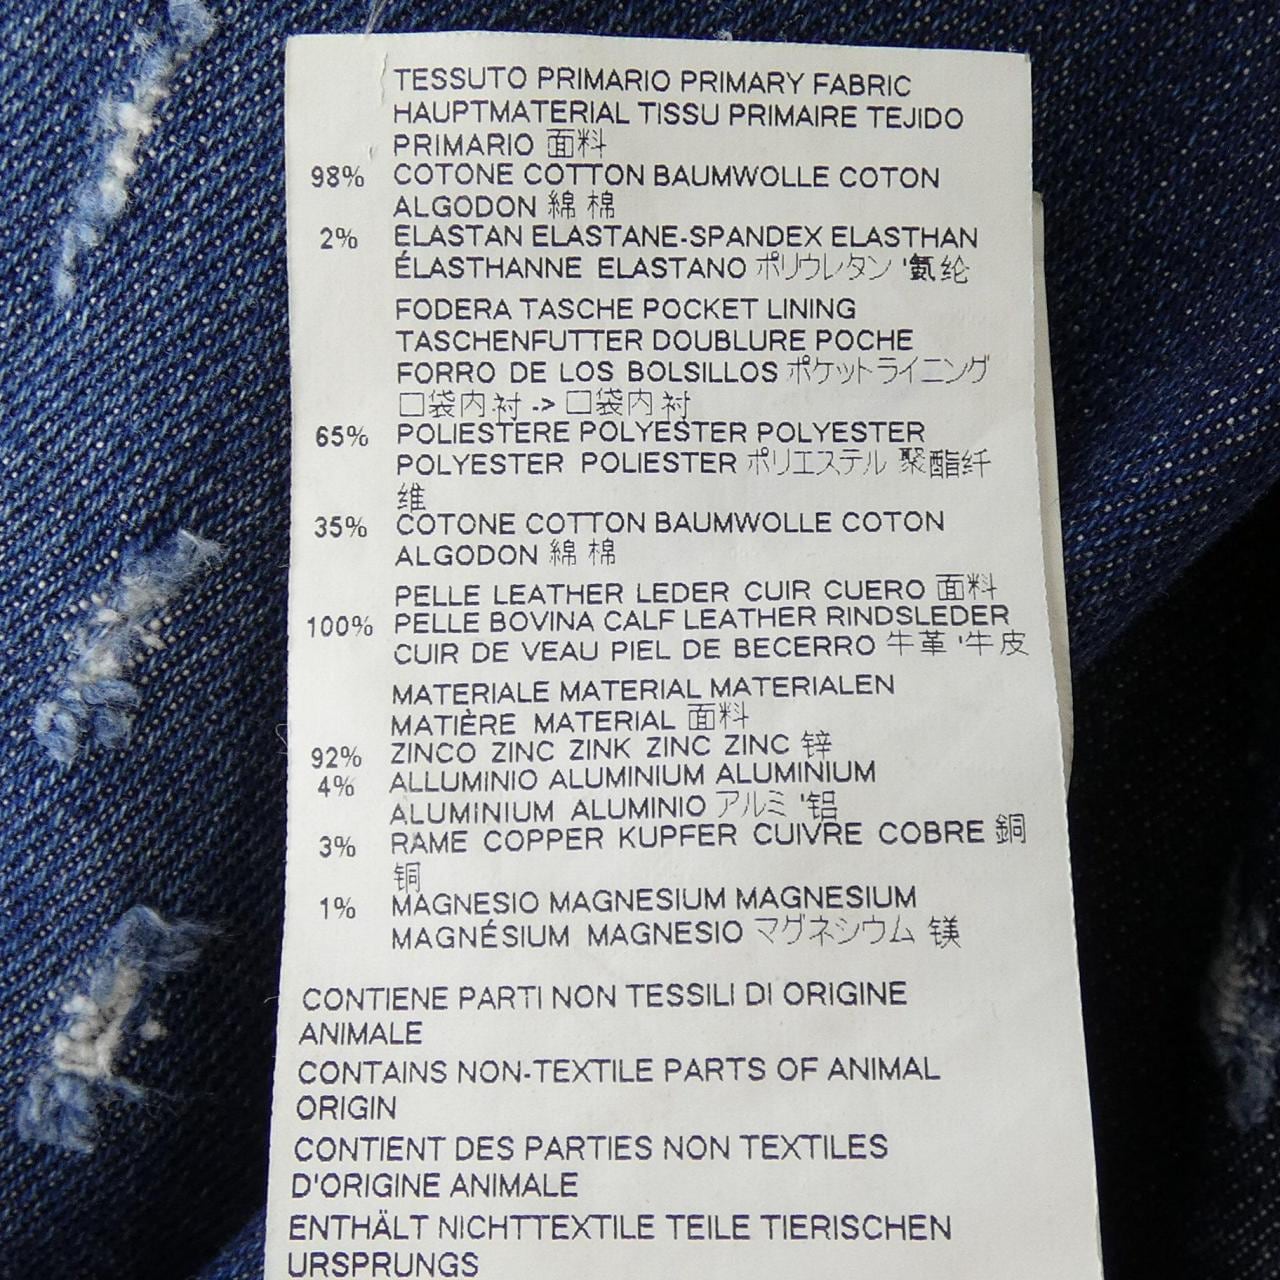 TESSUTO PRIMARIO PRIMARY FABRIC
HAUPTMATERIAL TISSU PRIMAIRE TEJIDO
PRIMARIO 面料
98% COTONE COTTON BAUMWOLLE COTON
ALGODON 綿 棉
2% ELASTAN ELASTANE-SPANDEX ELASTHAN
ÉLASTHANNE ELASTANO ポリウレタン '氨纶
FODERA TASCHE POCKET LINING
TASCHENFUTTER DOUBLURE POCHE
FORRO DE LOS BOLSILLOS ポケットライニング
口袋内衬 -> 口袋内衬
65% POLIESTERE POLYESTER POLYESTER
POLYESTER POLIESTER ポリエステル 聚酯纤
维
35% COTONE COTTON BAUMWOLLE COTON
ALGODON 綿 棉
PELLE LEATHER LEDER CUIR CUERO 面料
100% PELLE BOVINA CALF LEATHER RINDSLEDER
CUIR DE VEAU PIEL DE BECERRO 牛革 '牛皮
MATERIALE MATERIAL MATERIALEN
MATIÈRE MATERIAL 面料
92% ZINCO ZINC ZINK ZINC ZINC 锌
4% ALLUMINIO ALUMINIUM ALUMINIUM
ALUMINIUM ALUMINIO アルミ '铝
3% RAME COPPER KUPFER CUIVRE COBRE 銅
铜
1% MAGNESIO MAGNESIUM MAGNESIUM
MAGNÉSIUM MAGNESIO マグネシウム 镁
CONTIENE PARTI NON TESSILI DI ORIGINE
ANIMALE
CONTAINS NON-TEXTILE PARTS OF ANIMAL
ORIGIN
CONTIENT DES PARTIES NON TEXTILES
D'ORIGINE ANIMALE
ENTHÄLT NICHTTEXTILE TEILE TIERISCHEN
URSPRUNGS